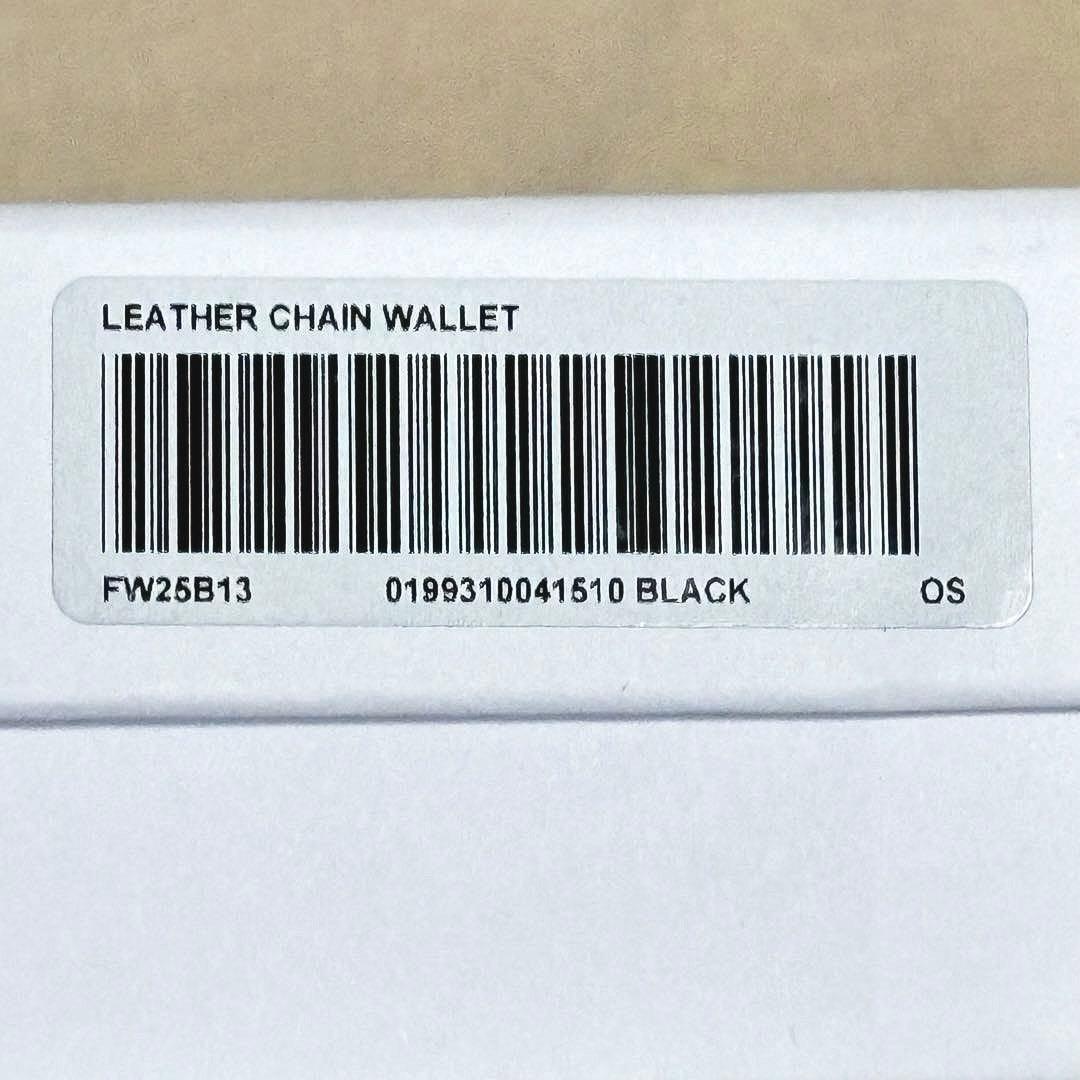 LEATHER CHAIN WALLET
FW25B13 0199310041510 BLACK OS